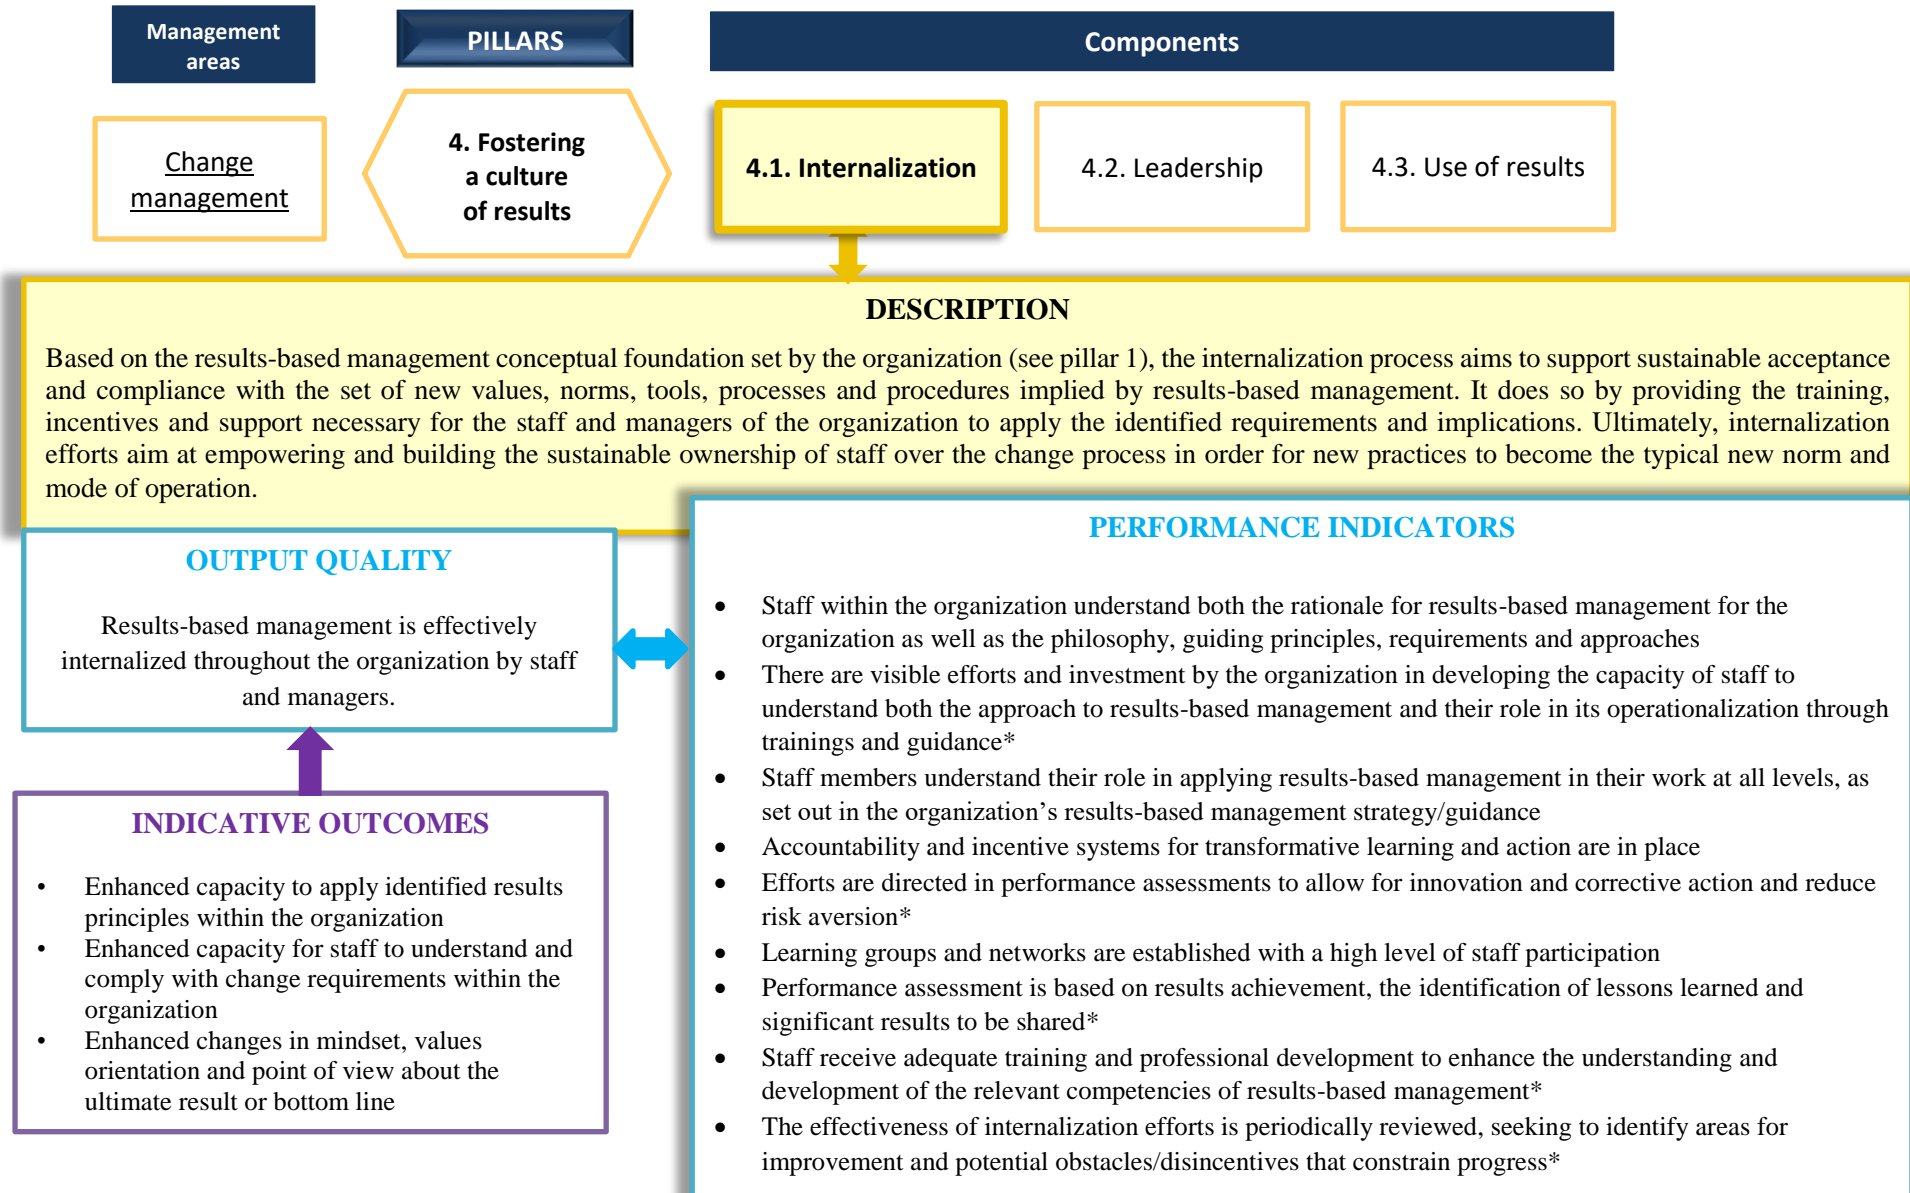 Management
areas
PILLARS
Components
Change
management
4. Fostering
a culture
of results
4.1. Internalization
4.2. Leadership
4.3. Use of results
DESCRIPTION
Based on the results-based management conceptual foundation set by the organization (see pillar 1), the internalization process aims to support sustainable acceptance
and compliance with the set of new values, norms, tools, processes and procedures implied by results-based management. It does so by providing the training,
incentives and support necessary for the staff and managers of the organization to apply the identified requirements and implications. Ultimately, internalization
efforts aim at empowering and building the sustainable ownership of staff over the change process in order for new practices to become the typical new norm and
mode of operation.
OUTPUT QUALITY
Results-based management is effectively
internalized throughout the organization by staff
and managers.
INDICATIVE OUTCOMES
• Enhanced capacity to apply identified results
principles within the organization
• Enhanced capacity for staff to understand and
comply with change requirements within the
organization
• Enhanced changes in mindset, values
orientation and point of view about the
ultimate result or bottom line
PERFORMANCE INDICATORS
• Staff within the organization understand both the rationale for results-based management for the
organization as well as the philosophy, guiding principles, requirements and approaches
• There are visible efforts and investment by the organization in developing the capacity of staff to
understand both the approach to results-based management and their role in its operationalization through
trainings and guidance*
• Staff members understand their role in applying results-based management in their work at all levels, as
set out in the organization’s results-based management strategy/guidance
• Accountability and incentive systems for transformative learning and action are in place
• Efforts are directed in performance assessments to allow for innovation and corrective action and reduce
risk aversion*
• Learning groups and networks are established with a high level of staff participation
• Performance assessment is based on results achievement, the identification of lessons learned and
significant results to be shared*
• Staff receive adequate training and professional development to enhance the understanding and
development of the relevant competencies of results-based management*
• The effectiveness of internalization efforts is periodically reviewed, seeking to identify areas for
improvement and potential obstacles/disincentives that constrain progress*